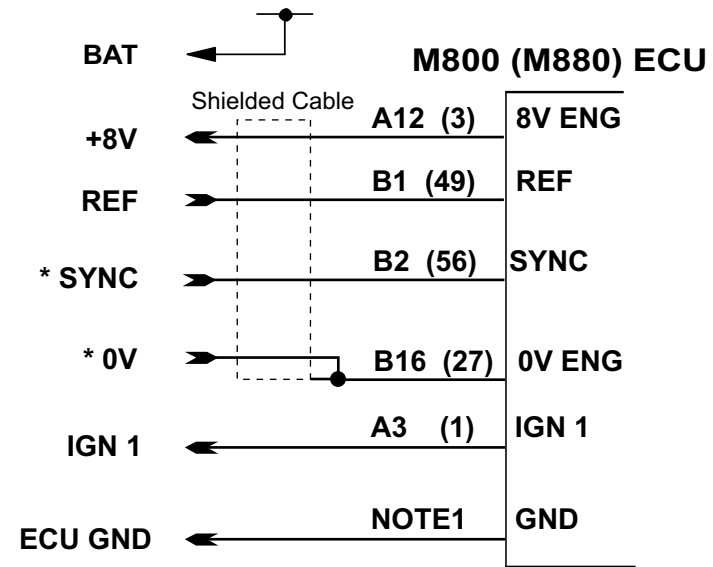 BAT
M800 (M880) ECU
Shielded Cable
+8V
A12 (3)
8V ENG
REF
B1 (49)
REF
* SYNC
B2 (56)
SYNC
* 0V
B16 (27)
0V ENG
IGN 1
A3 (1)
IGN 1
ECU GND
NOTE1
GND